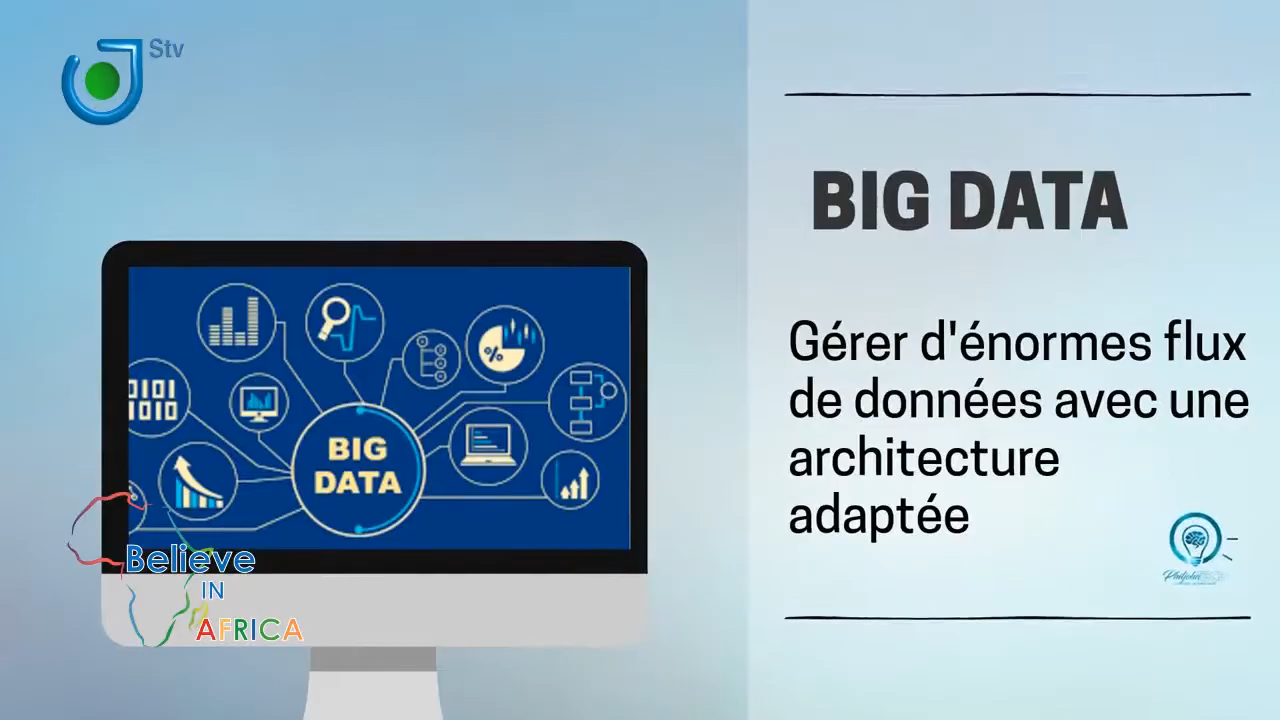 Stv
BIG DATA
Gérer d'énormes flux
de données avec une
architecture
adaptée
0101
1010
%
BIG
DATA
Believe
IN
AFRICA